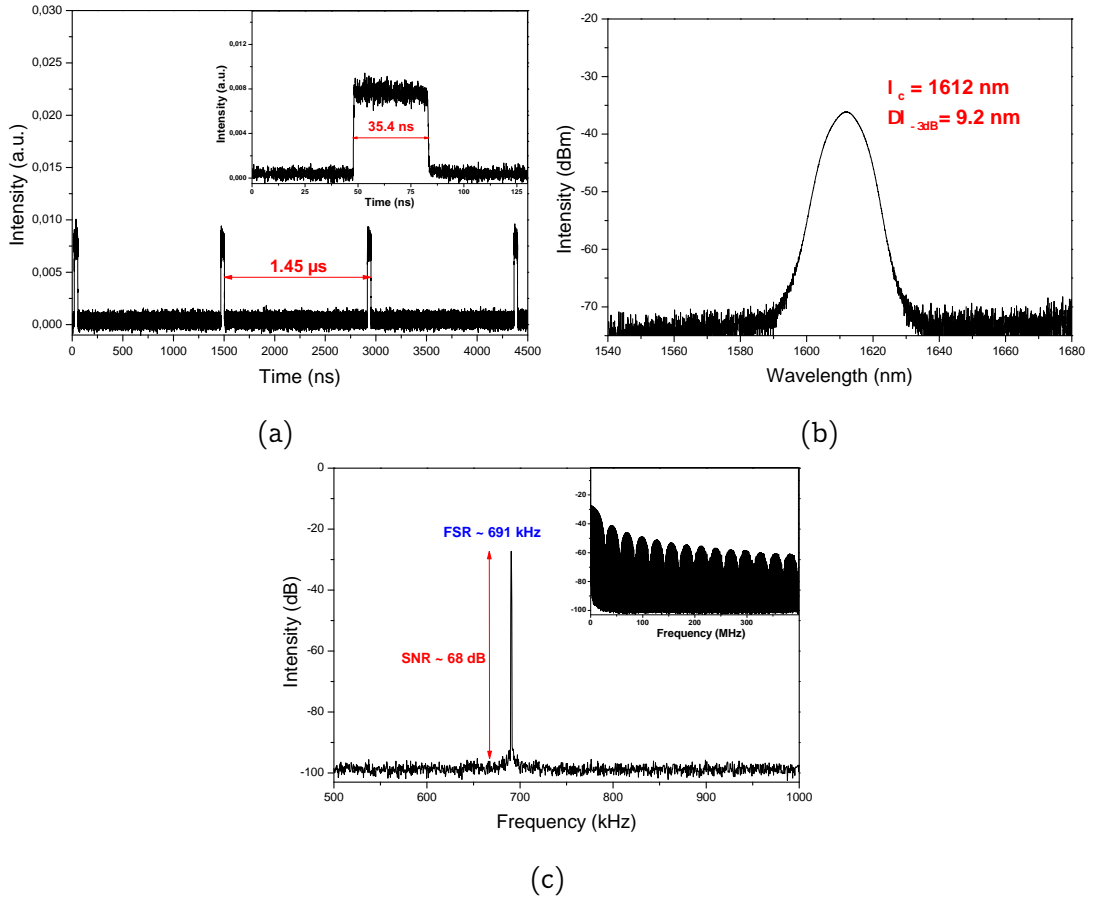 0,030
0,025
0,020
0,015
0,010
0,005
0,000
Intensity (a.u.)
0 500 1000 1500 2000 2500 3000 3500 4000 4500
Time (ns)
1.45 µs
0,012
0,008
0,004
0,000
Intensity (a.u.)
35.4 ns
0 25 50 75 100 125
Time (ns)
(a)
-20
-30
-40
-50
-60
-70
Intensity (dBm)
l c = 1612 nm
Dl -3dB = 9.2 nm
1540 1560 1580 1600 1620 1640 1660 1680
Wavelength (nm)
(b)
0
-20
-40
-60
-80
-100
Intensity (dB)
FSR ~ 691 kHz
SNR ~ 68 dB
500 600 700 800 900 1000
Frequency (kHz)
-20
-40
-60
-80
-100
0 100 200 300
Frequency (MHz)
(c)